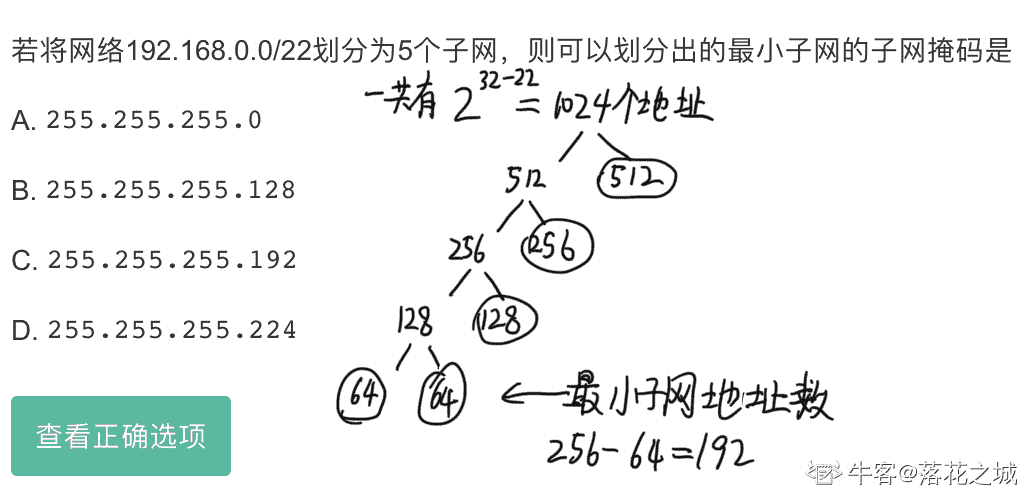 若将网络192.168.0.0/22划分为5个子网，则可以划分出的最小子网的子网掩码是
一共有 2^32-22 = 1024个地址
A. 255.255.255.0
512 512
B. 255.255.255.128
256 256
C. 255.255.255.192
128 128
D. 255.255.255.224
64 64 ← 最小子网地址数
查看正确选项
256-64=192
牛客@落花之城